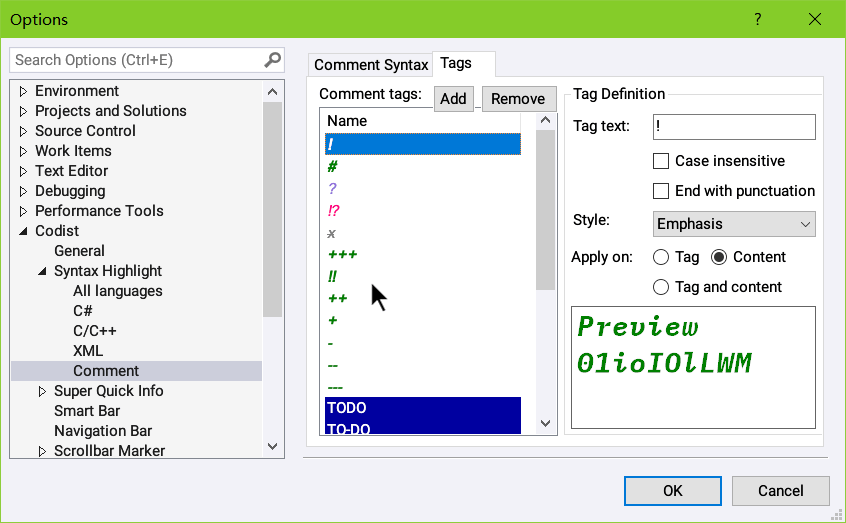 Options
?
Search Options (Ctrl+E)
Environment
Projects and Solutions
Source Control
Work Items
Text Editor
Debugging
Performance Tools
Codist
General
Syntax Highlight
All languages
C#
C/C++
XML
Comment
Super Quick Info
Smart Bar
Navigation Bar
Scrollbar Marker
Comment Syntax
Tags
Comment tags:
Add
Remove
Name
!
#
?
!?
x
+++
!!
++
+
-
--
---
TODO
TO-DO
Tag Definition
Tag text:
!
Case insensitive
End with punctuation
Style:
Emphasis
Apply on:
Tag
Content
Tag and content
Preview
01ioIOlLWM
OK
Cancel